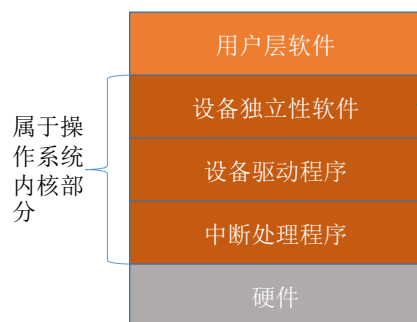 用户层软件
设备独立性软件
属于操
作系统
内核部
分
设备驱动程序
中断处理程序
硬件